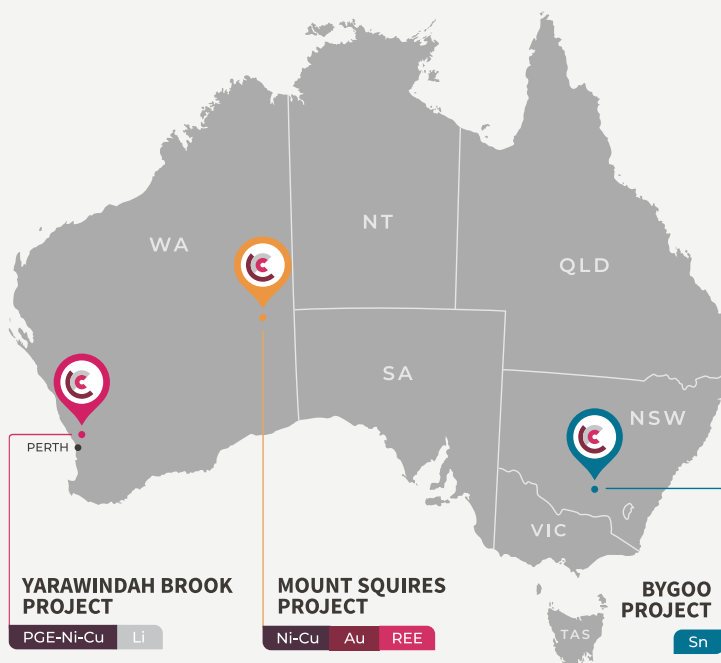 NT
WA
QLD
SA
NSW
PERTH
VIC
YARAWINDAH BROOK
PROJECT
PGE-Ni-Cu Li
MOUNT SQUIRES
PROJECT
Ni-Cu Au REE
BYGOO
PROJECT
Sn
TAS